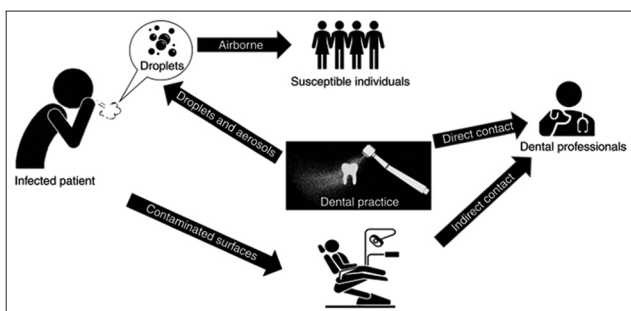 Droplets
Airborne
Susceptible individuals
Infected patient
Droplets and aerosols
Direct contact
Dental professionals
Dental practice
Contaminated surfaces
Indirect contact